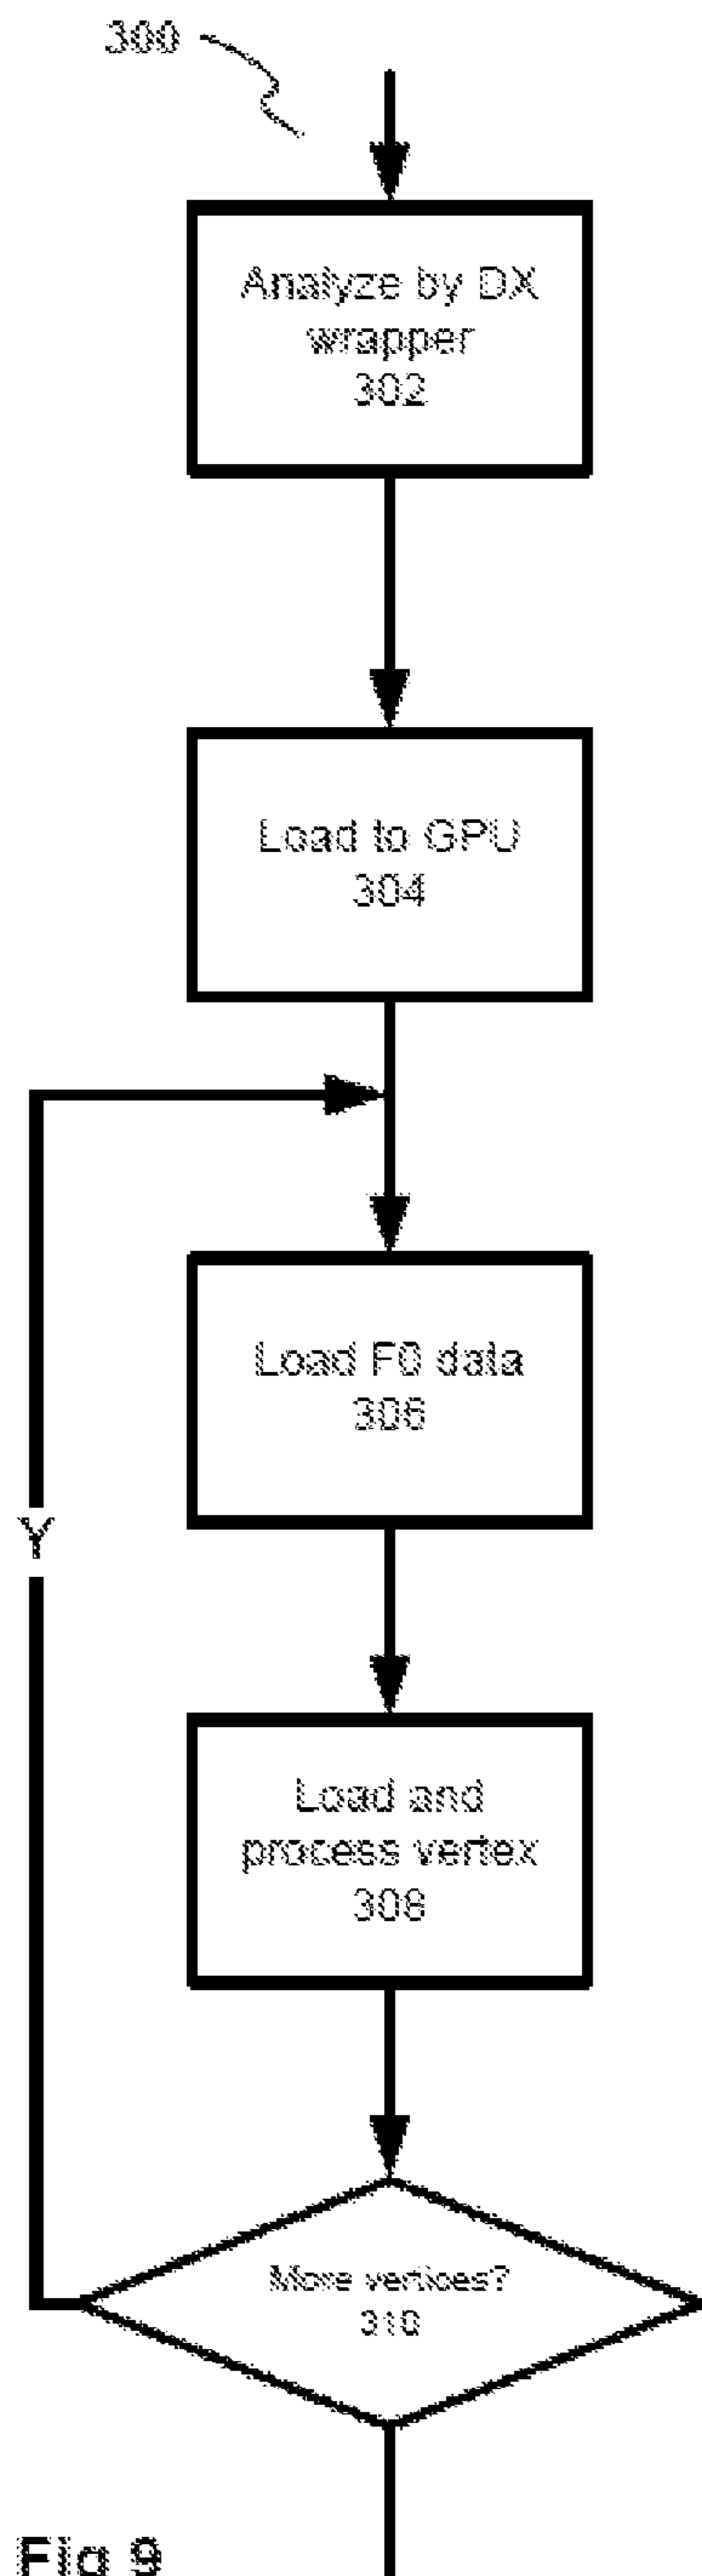 300
Analyze by DX
wrapper
302
Load to GPU
304
Load F0 data
306
Load and
process vertex
308
Y
More vertices?
310
Fig 9